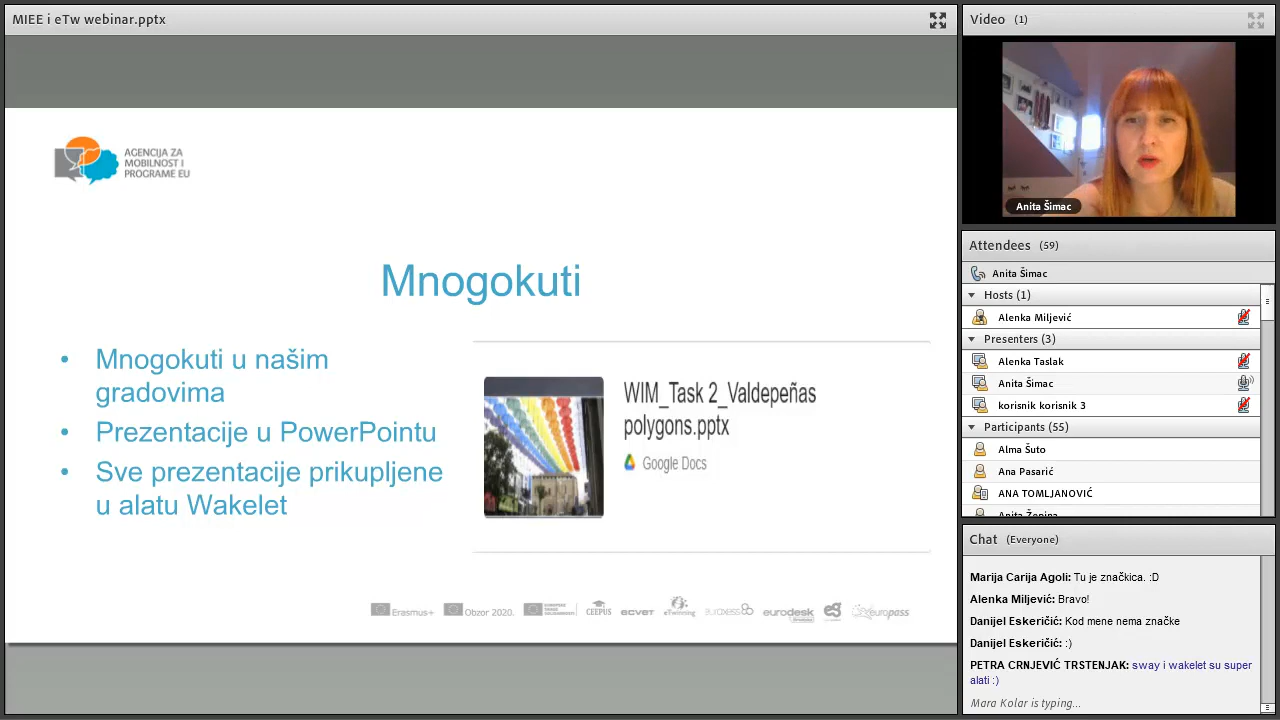 MIEE i eTw webinar.pptx
AGENCIJA ZA
MOBILNOST I
PROGRAME EU
Mnogokuti
• Mnogokuti u našim
gradovima
• Prezentacije u PowerPointu
• Sve prezentacije prikupljene
u alatu Wakelet
WIM_Task 2_Valdepeñas
polygons.pptx
Google Docs
Erasmus+
Obzor 2020.
CEEPUS
ecvet
eTwinning
euraxess
eurodesk
europass
Video (1)
Anita Šimac
Attendees (59)
Anita Šimac
Hosts (1)
Alenka Miljević
Presenters (3)
Alenka Taslak
Anita Šimac
korisnik korisnik 3
Participants (55)
Alma Šuto
Ana Pasarić
ANA TOMLJANOVIĆ
Anita Žepina
Chat (Everyone)
Marija Carija Agoli: Tu je značkica. :D
Alenka Miljević: Bravo!
Danijel Eskeričić: Kod mene nema značke
Danijel Eskeričić: :)
PETRA CRNJEVIĆ TRSTENJAK: sway i wakelet su super
alati :)
Mara Kolar is typing...